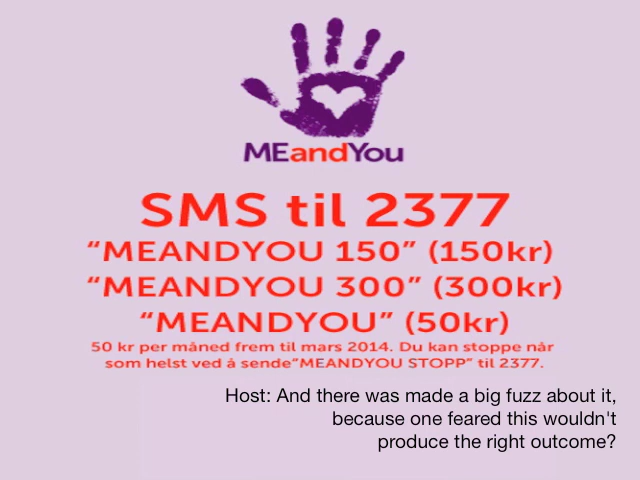 MEandYou
SMS til 2377
“MEANDYOU 150” (150kr)
“MEANDYOU 300” (300kr)
“MEANDYOU” (50kr)
50 kr per måned frem til mars 2014. Du kan stoppe når
som helst ved å sende“MEANDYOU STOPP” til 2377.
Host: And there was made a big fuzz about it,
because one feared this wouldn't
produce the right outcome?